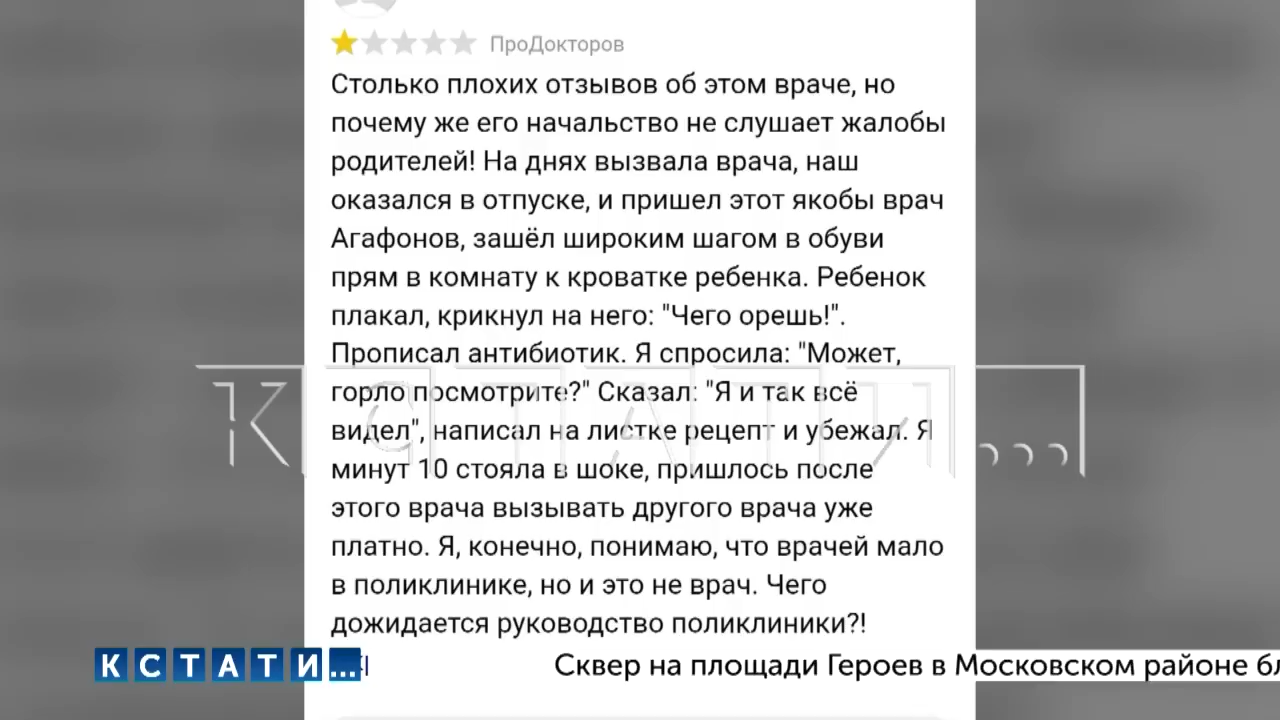 ПроДокторов
Столько плохих отзывов об этом враче, но
почему же его начальство не слушает жалобы
родителей! На днях вызвала врача, наш
оказался в отпуске, и пришел этот якобы врач
Агафонов, зашёл широким шагом в обуви
прям в комнату к кроватке ребенка. Ребенок
плакал, крикнул на него: "Чего орешь!".
Прописал антибиотик. Я спросила: "Может,
горло посмотрите?" Сказал: "Я и так всё
видел", написал на листке рецепт и убежал. Я
минут 10 стояла в шоке, пришлось после
этого врача вызывать другого врача уже
платно. Я, конечно, понимаю, что врачей мало
в поликлинике, но и это не врач. Чего
дожидается руководство поликлиники?!
КСТАТИ...
КСТАТИ...
Сквер на площади Героев в Московском районе